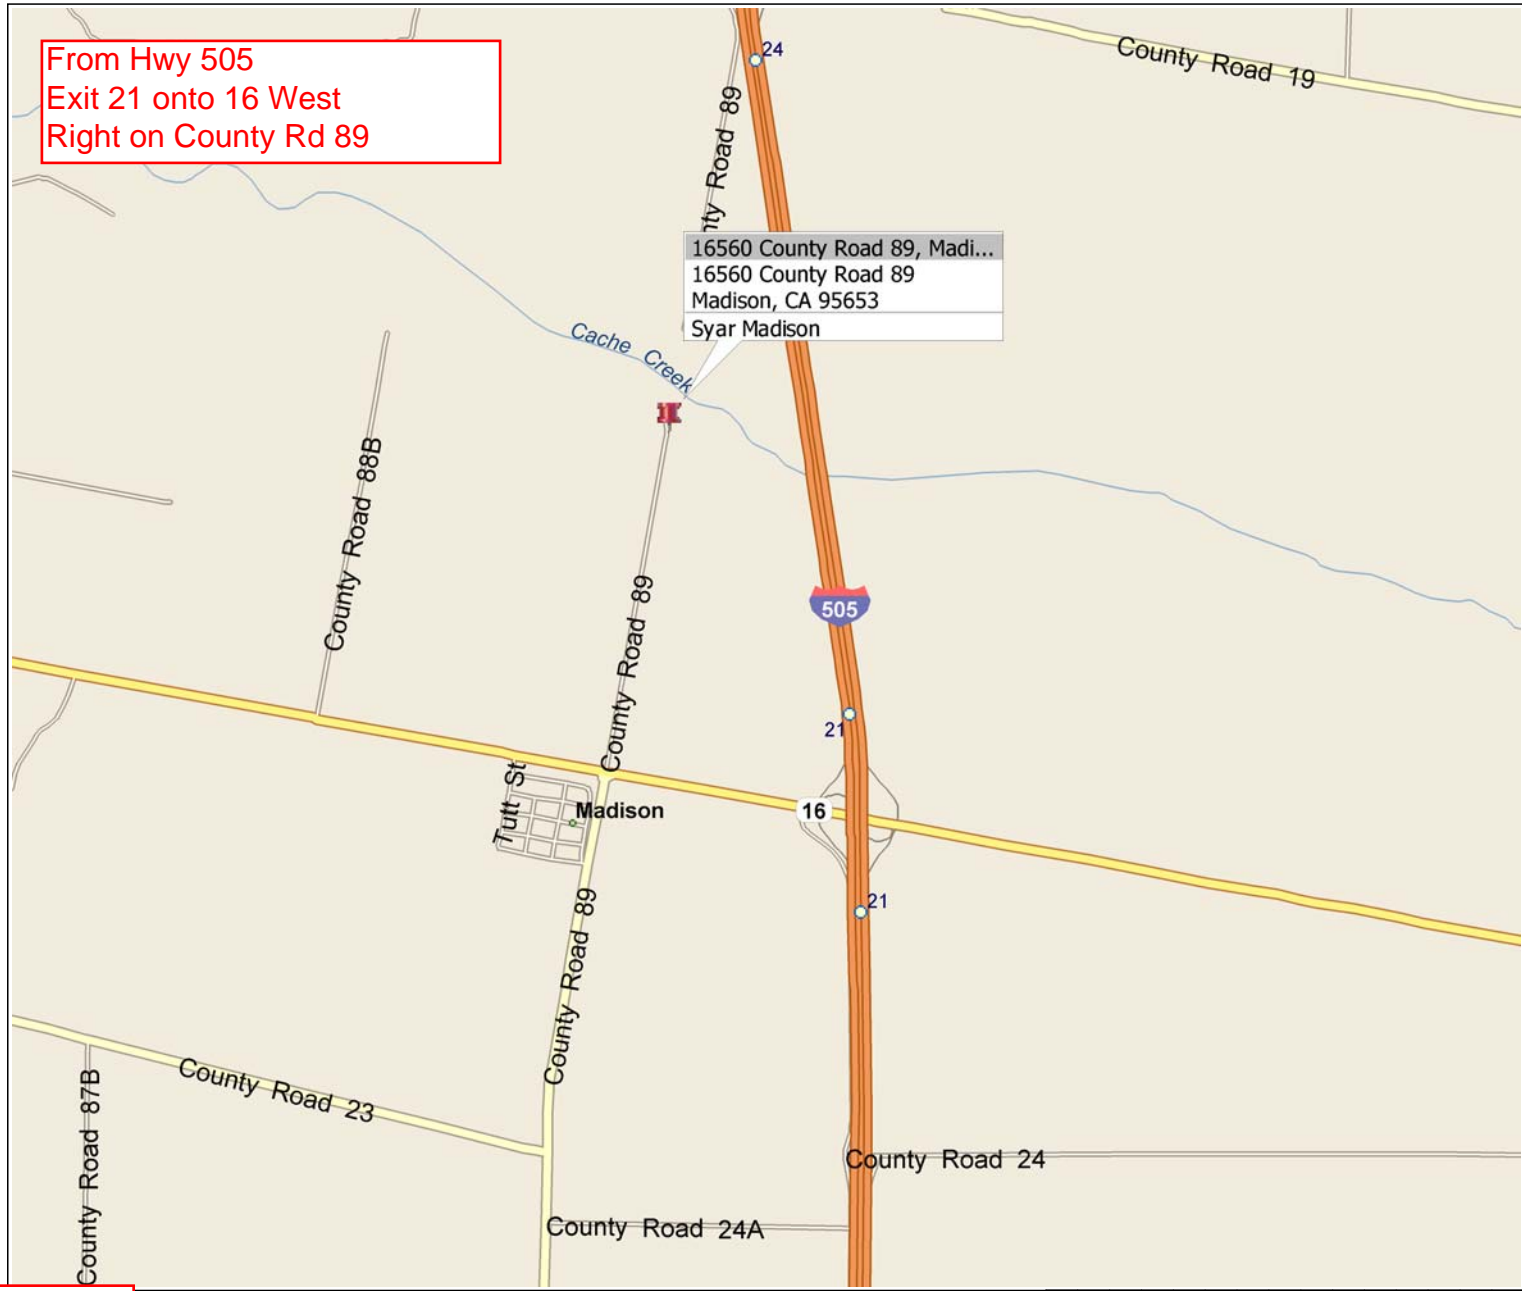 From Hwy 505
Exit 21 onto 16 West
Right on County Rd 89
24
County Road 19
County Road 89
16560 County Road 89, Madi...
16560 County Road 89
Madison, CA 95653
Syar Madison
Cache Creek
County Road 88B
County Road 89
505
21
Tutt St
Madison
16
21
County Road 89
County Road 23
County Road 87B
County Road 24
County Road 24A